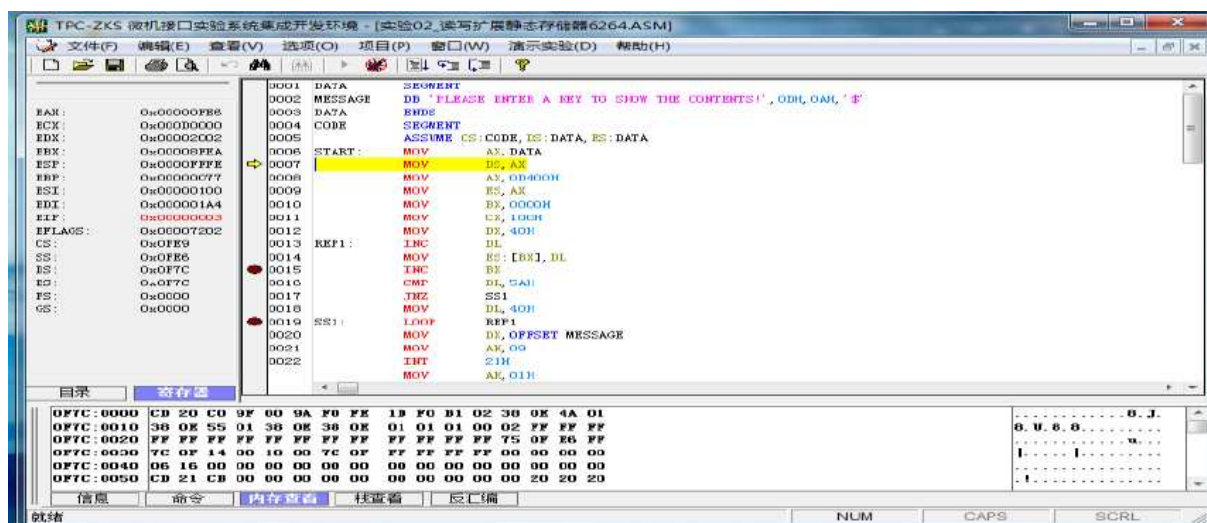 TPC-ZKS 微机接口实验系统集成开发环境 - [实验02_读写扩展静态存储器6264.ASM]
文件(F) 编辑(E) 查看(V) 选项(O) 项目(P) 窗口(W) 演示实验(D) 帮助(H)
0001 DATA SEGMENT
0002 MESSAGE DB 'PLEASE ENTER A KEY TO SHOW THE CONTENTS!',0DH,0AH,'$'
EAX: 0x00000FE6 0003 DATA ENDS
ECX: 0x000D0000 0004 CODE SEGMENT
EDX: 0x00002002 0005 ASSUME CS:CODE,DS:DATA,ES:DATA
EBX: 0x00008FEA 0006 START: MOV AX,DATA
ESP: 0x0000FFFE 0007 MOV DS,AX
EBP: 0x00000077 0008 MOV AX,0D400H
ESI: 0x00000100 0009 MOV ES,AX
EDI: 0x000001A4 0010 MOV BX,0000H
EIP: 0x00000003 0011 MOV CX,100H
EFLAGS: 0x00007202 0012 MOV DX,40H
CS: 0x0FE9 0013 REP1: INC DL
SS: 0x0FE6 0014 MOV ES:[BX],DL
DS: 0x0F7C 0015 INC BX
ES: 0x0F7C 0016 CMP DL,5AH
FS: 0x0000 0017 JNZ SS1
GS: 0x0000 0018 MOV DL,40H
0019 SS1: LOOP REP1
0020 MOV DX,OFFSET MESSAGE
0021 MOV AH,09
0022 INT 21H
MOV AH,01H
目录 寄存器
0F7C:0000 CD 20 C0 9F 00 9A F0 FE 1D F0 B1 02 38 0E 4A 01 ............8.J.
0F7C:0010 38 0E 55 01 38 0E 38 0E 01 01 01 00 02 FF FF FF 8.U.8.8.........
0F7C:0020 FF FF FF FF FF FF FF FF FF FF FF FF 75 0F E6 FF ............u...
0F7C:0030 7C 0F 14 00 10 00 7C 0F FF FF FF FF 00 00 00 00 |.....|.........
0F7C:0040 06 16 00 00 00 00 00 00 00 00 00 00 00 00 00 00 ................
0F7C:0050 CD 21 CB 00 00 00 00 00 00 00 00 00 00 20 20 20 .!..............
信息 命令 内存查看 栈查看 反汇编
就绪 NUM CAPS SCRL